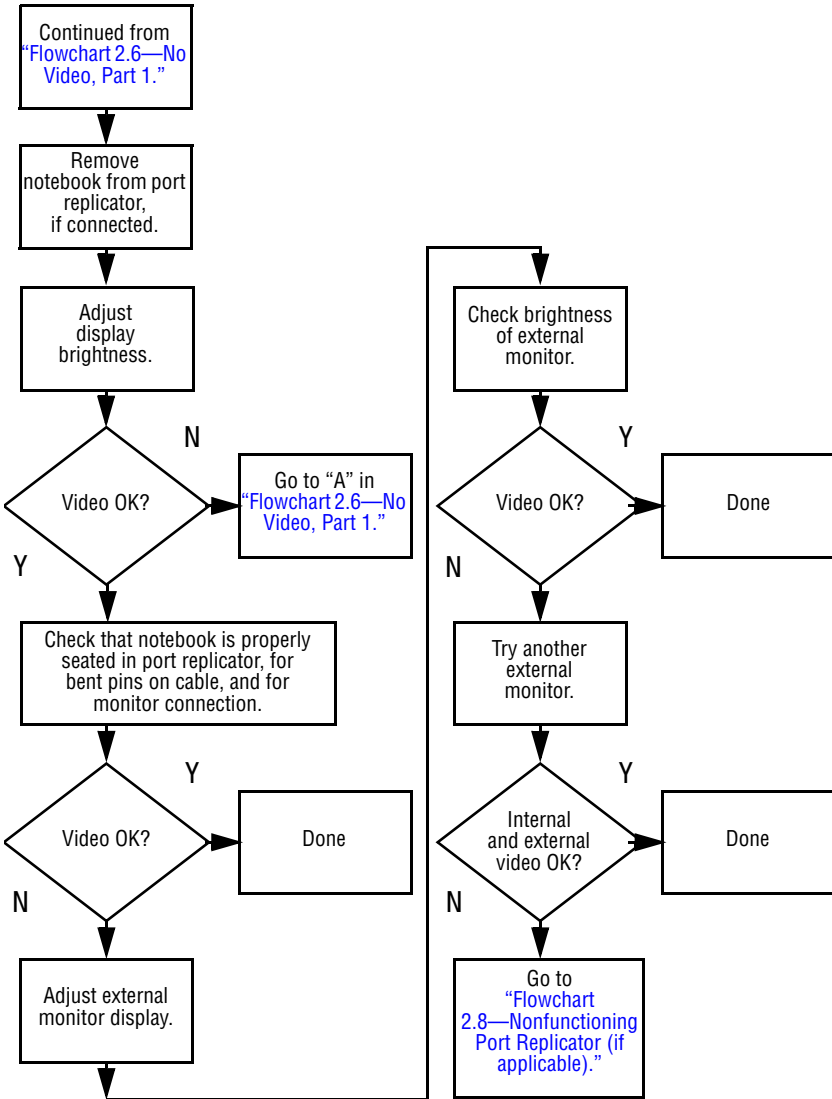 Continued from
“Flowchart 2.6—No
Video, Part 1.”
Remove
notebook from port
replicator,
if connected.
Adjust
display
brightness.
Video OK?
N
Go to “A” in
“Flowchart 2.6—No
Video, Part 1.”
Y
Check that notebook is properly
seated in port replicator, for
bent pins on cable, and for
monitor connection.
Video OK?
Y
Done
N
Adjust external
monitor display.
Check brightness
of external
monitor.
Video OK?
Y
Done
N
Try another
external
monitor.
Internal
and external
video OK?
Y
Done
N
Go to
“Flowchart
2.8—Nonfunctioning
Port Replicator (if
applicable).”